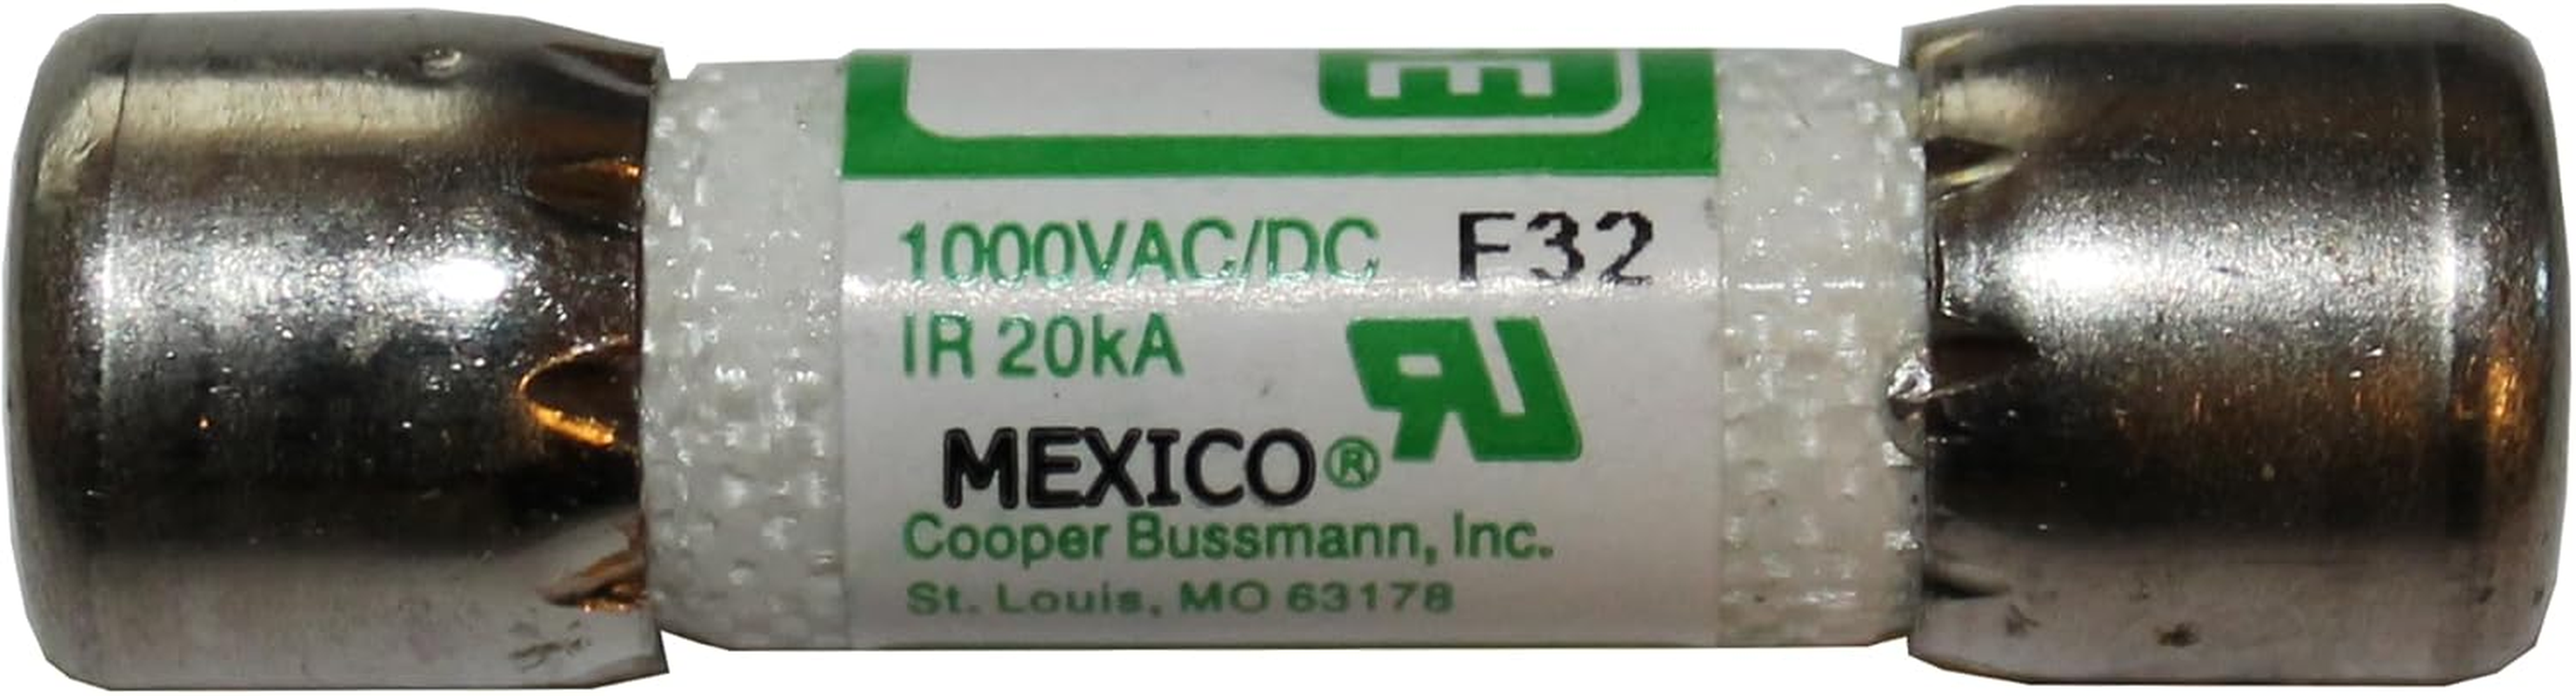 1000VAC/DC F32
IR 20kA
MEXICO®
Cooper Bussmann, Inc.
St. Louis, MO 63178